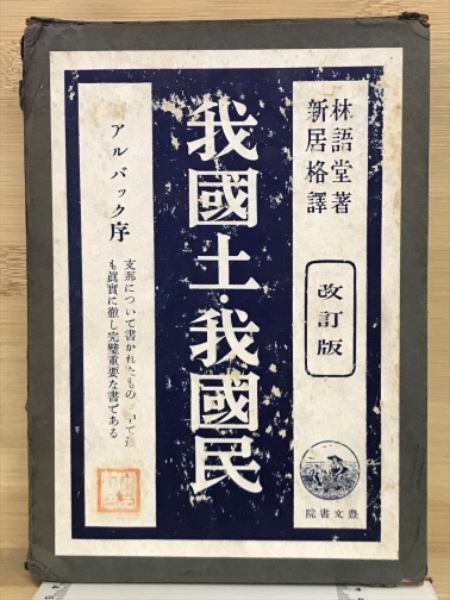 林語堂著
新居格譯
改訂版
豊文書院
我國土・我國民
アルバック序
支那について書かれたもの いて
も眞實に徹し完璧重要な書である